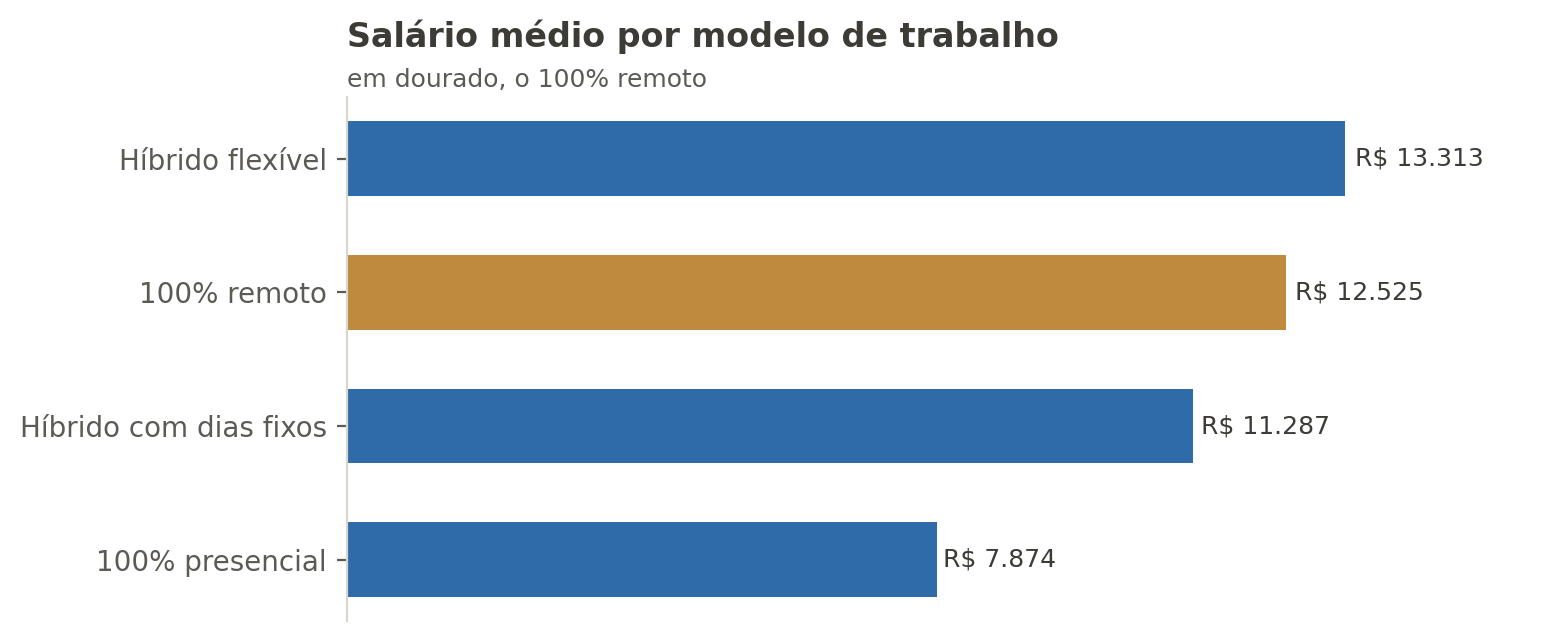 Salário médio por modelo de trabalho
em dourado, o 100% remoto
Híbrido flexível R$ 13.313
100% remoto R$ 12.525
Híbrido com dias fixos R$ 11.287
100% presencial R$ 7.874